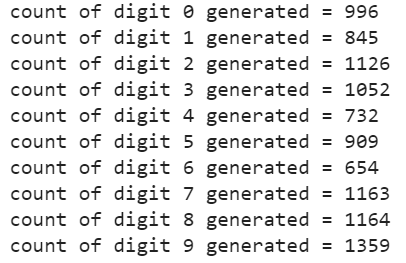 count of digit 0 generated = 996
count of digit 1 generated = 845
count of digit 2 generated = 1126
count of digit 3 generated = 1052
count of digit 4 generated = 732
count of digit 5 generated = 909
count of digit 6 generated = 654
count of digit 7 generated = 1163
count of digit 8 generated = 1164
count of digit 9 generated = 1359